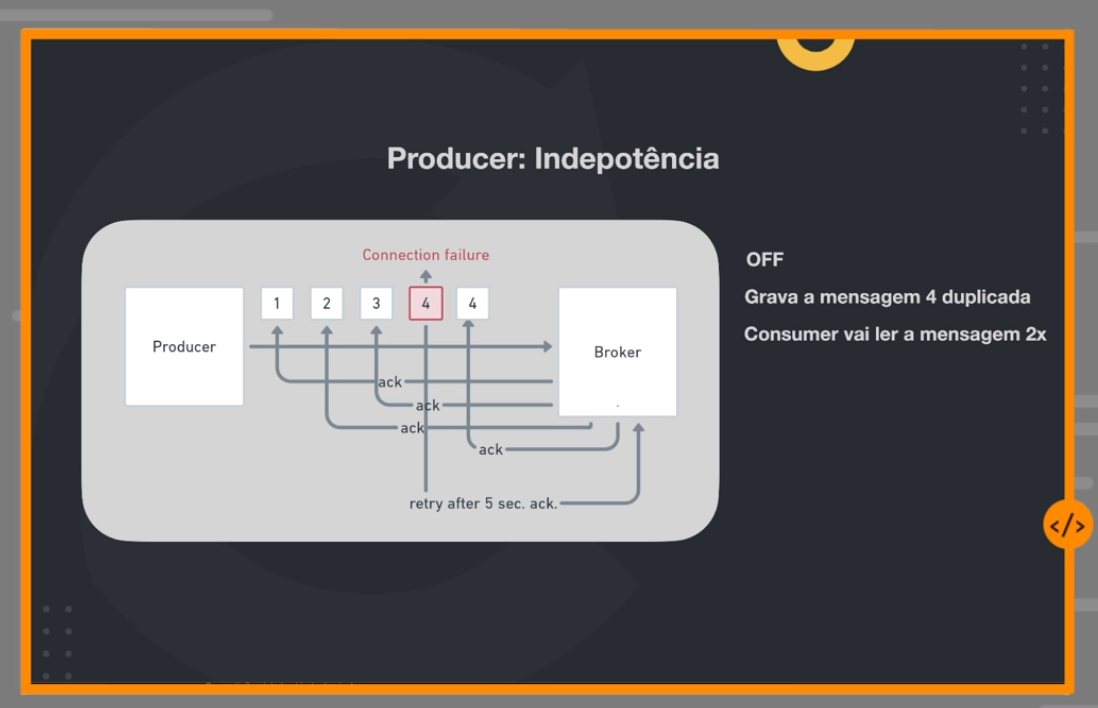 Producer: Indepotência
Connection failure
OFF
1 2 3 4 4
Grava a mensagem 4 duplicada
Consumer vai ler a mensagem 2x
Producer
Broker
ack
ack
ack
ack
retry after 5 sec. ack.
</>